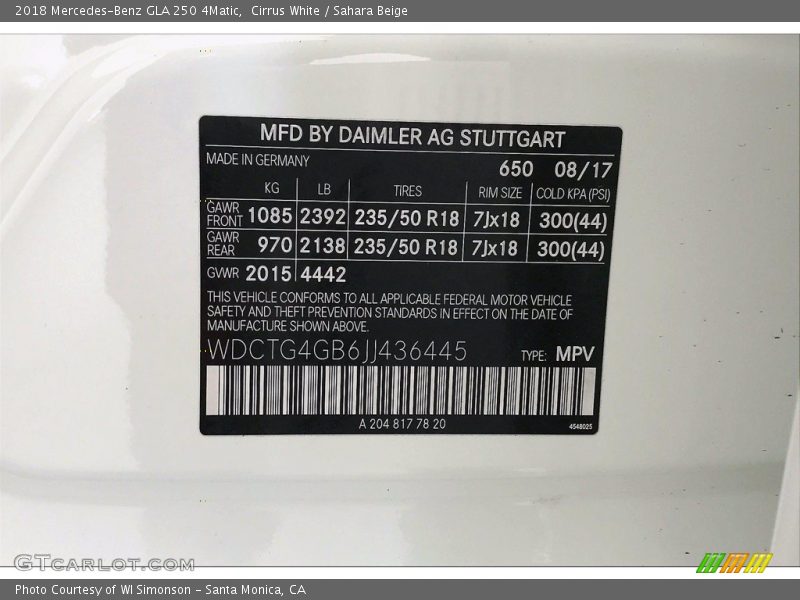 2018 Mercedes-Benz GLA 250 4Matic,  Cirrus White / Sahara Beige
MFD BY DAIMLER AG STUTTGART
MADE IN GERMANY
650 08/17
KG LB TIRES RIM SIZE COLD KPA (PSI)
GAWR FRONT 1085 2392 235/50 R18 7Jx18 300(44)
GAWR REAR 970 2138 235/50 R18 7Jx18 300(44)
GVWR 2015 4442
THIS VEHICLE CONFORMS TO ALL APPLICABLE FEDERAL MOTOR VEHICLE
SAFETY AND THEFT PREVENTION STANDARDS IN EFFECT ON THE DATE OF
MANUFACTURE SHOWN ABOVE.
WDCTG4GB6JJ436445 TYPE: MPV
A 204 817 78 20
4548025
GTCARLOT.COM
Photo Courtesy of WI Simonson - Santa Monica, CA